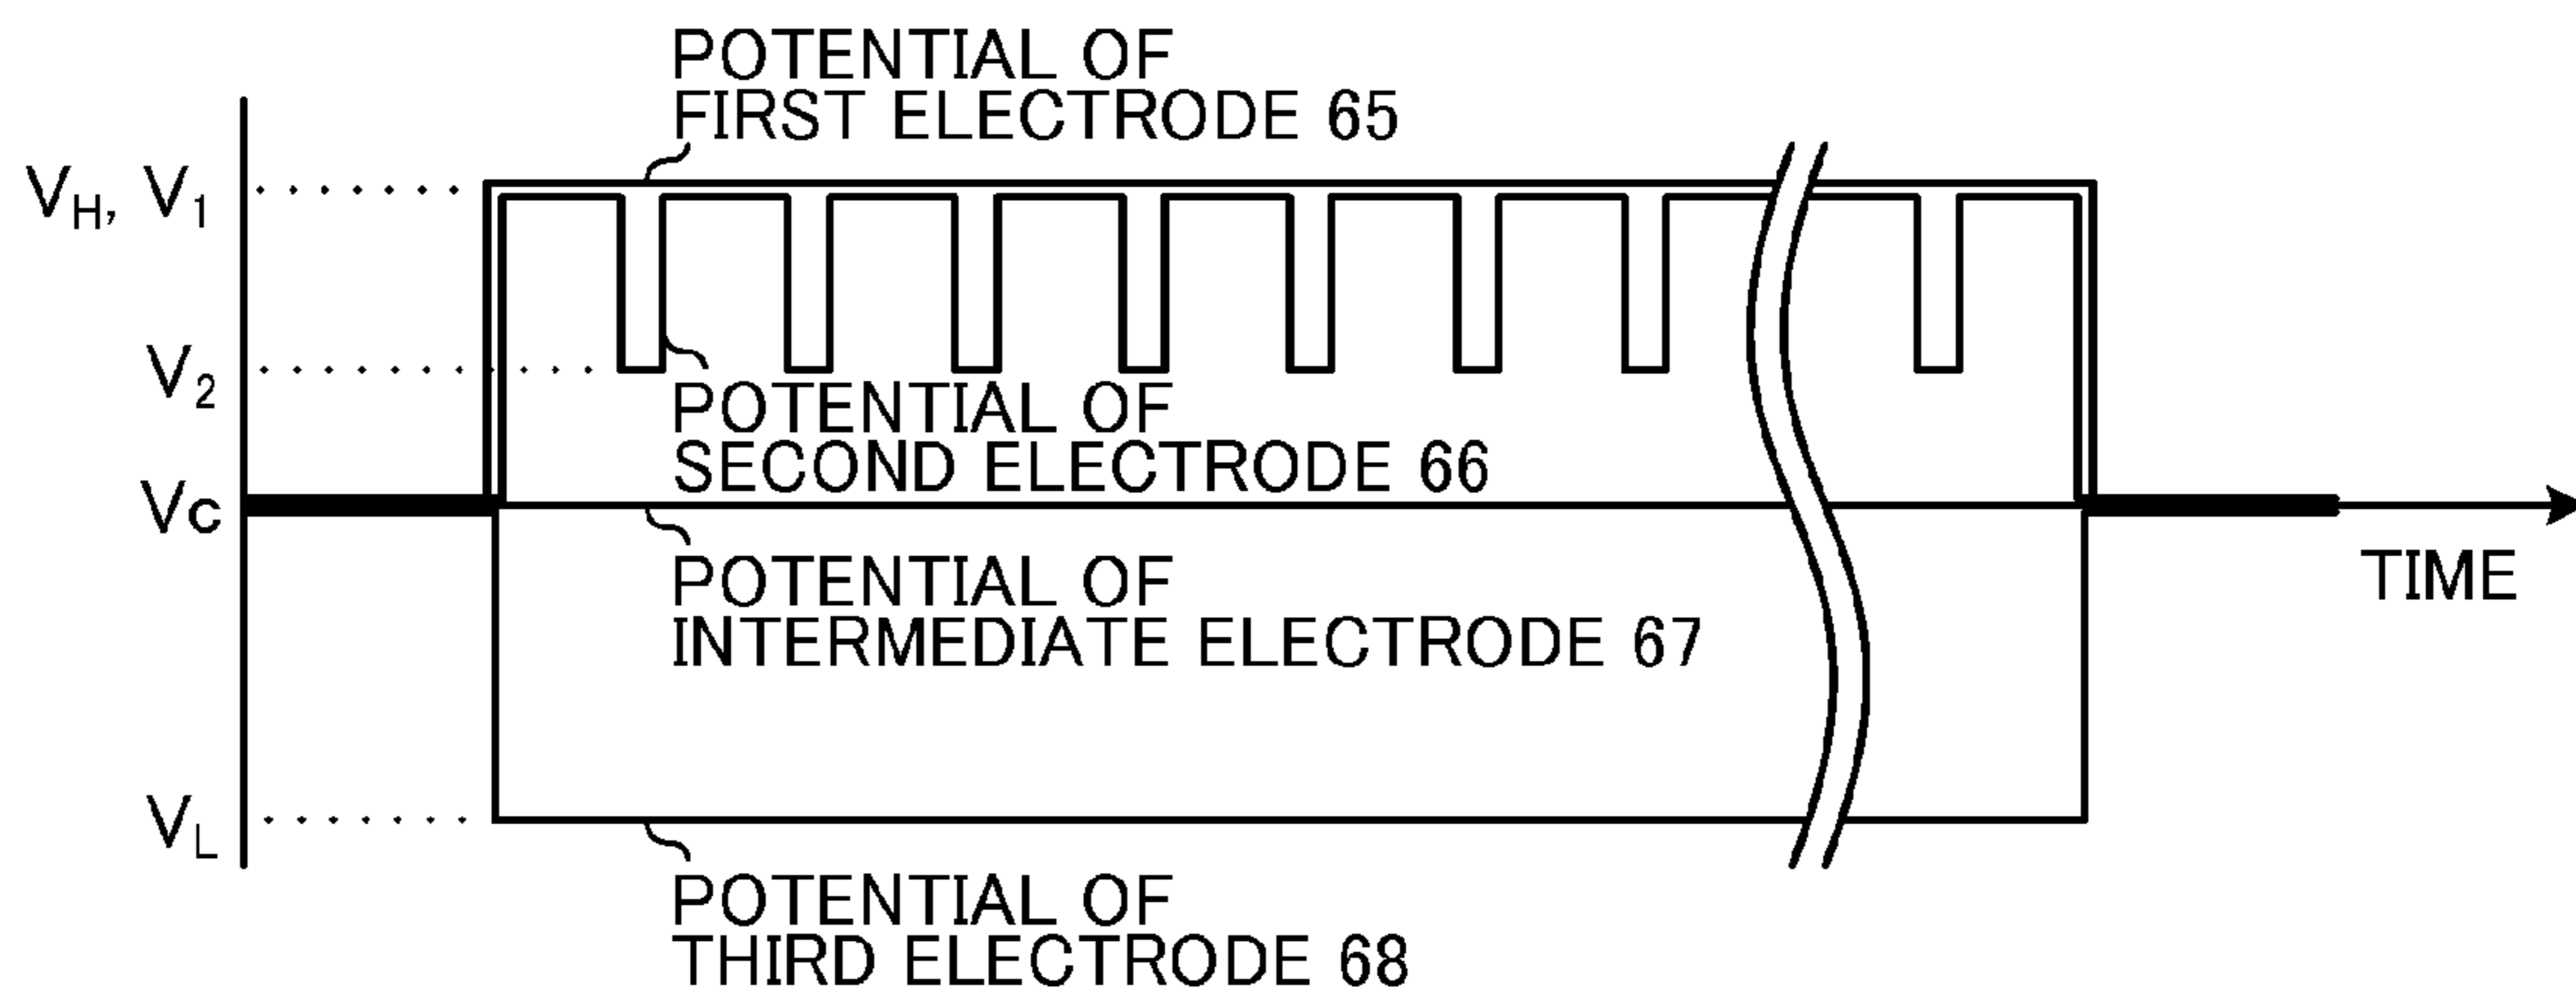 POTENTIAL OF
FIRST ELECTRODE 65
VH, V1
V2
POTENTIAL OF
SECOND ELECTRODE 66
Vc
POTENTIAL OF
INTERMEDIATE ELECTRODE 67
TIME
VL
POTENTIAL OF
THIRD ELECTRODE 68